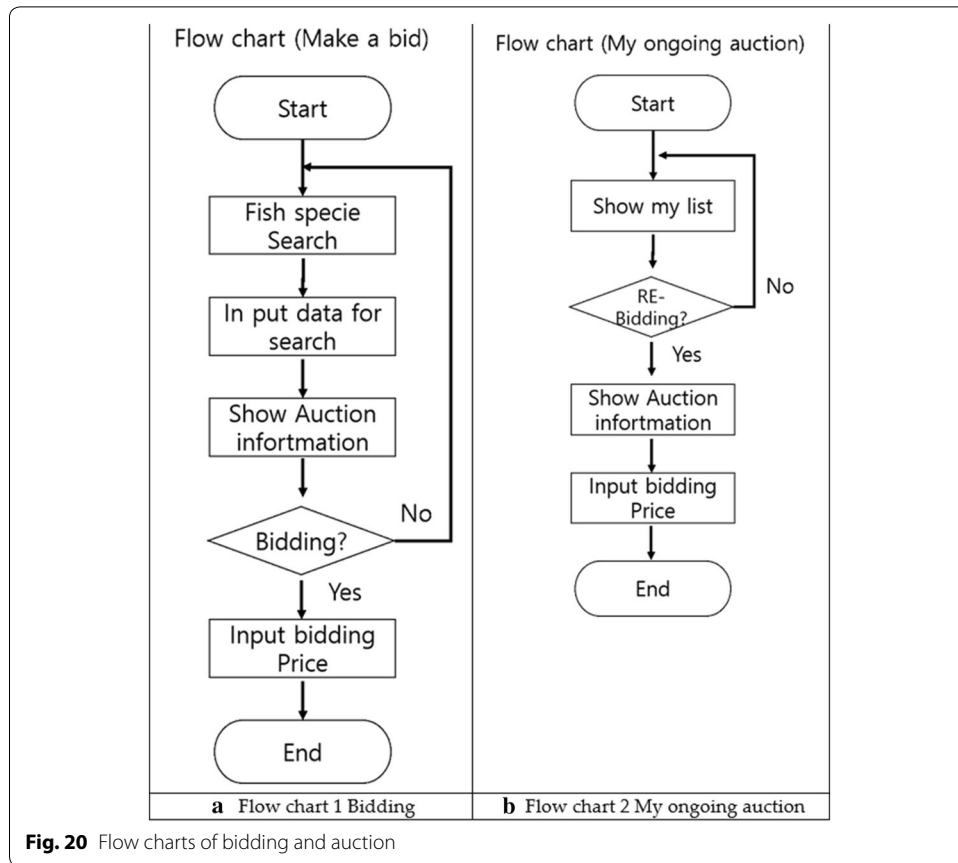 Flow chart (Make a bid)
Start
Fish specie
Search
In put data for
search
Show Auction
infortmation
Bidding?
No
Yes
Input bidding
Price
End
a Flow chart 1 Bidding
Flow chart (My ongoing auction)
Start
Show my list
RE-
Bidding?
No
Yes
Show Auction
infortmation
Input bidding
Price
End
b Flow chart 2 My ongoing auction
Fig. 20 Flow charts of bidding and auction